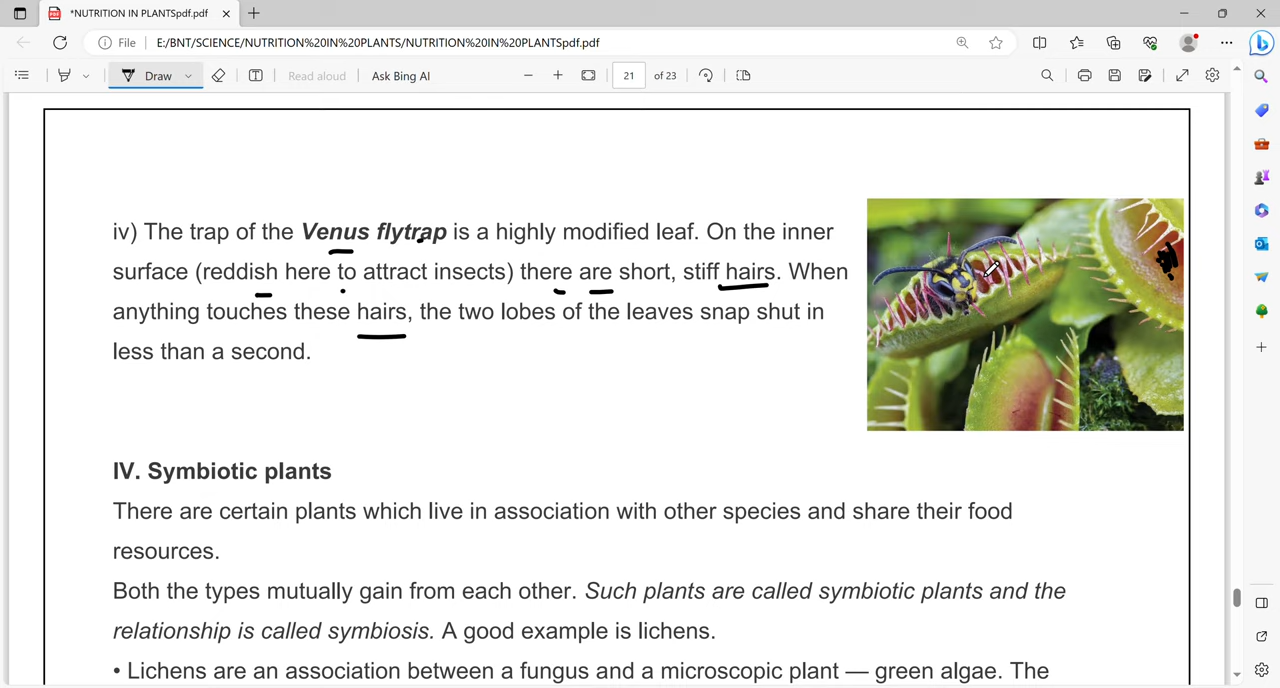 *NUTRITION IN PLANTSpdf.pdf
File E:/BNT/SCIENCE/NUTRITION%20IN%20PLANTS/NUTRITION%20IN%20PLANTSpdf.pdf
Draw Read aloud Ask Bing AI 21 of 23
iv) The trap of the Venus flytrap is a highly modified leaf. On the inner
surface (reddish here to attract insects) there are short, stiff hairs. When
anything touches these hairs, the two lobes of the leaves snap shut in
less than a second.
IV. Symbiotic plants
There are certain plants which live in association with other species and share their food
resources.
Both the types mutually gain from each other. Such plants are called symbiotic plants and the
relationship is called symbiosis. A good example is lichens.
• Lichens are an association between a fungus and a microscopic plant — green algae. The